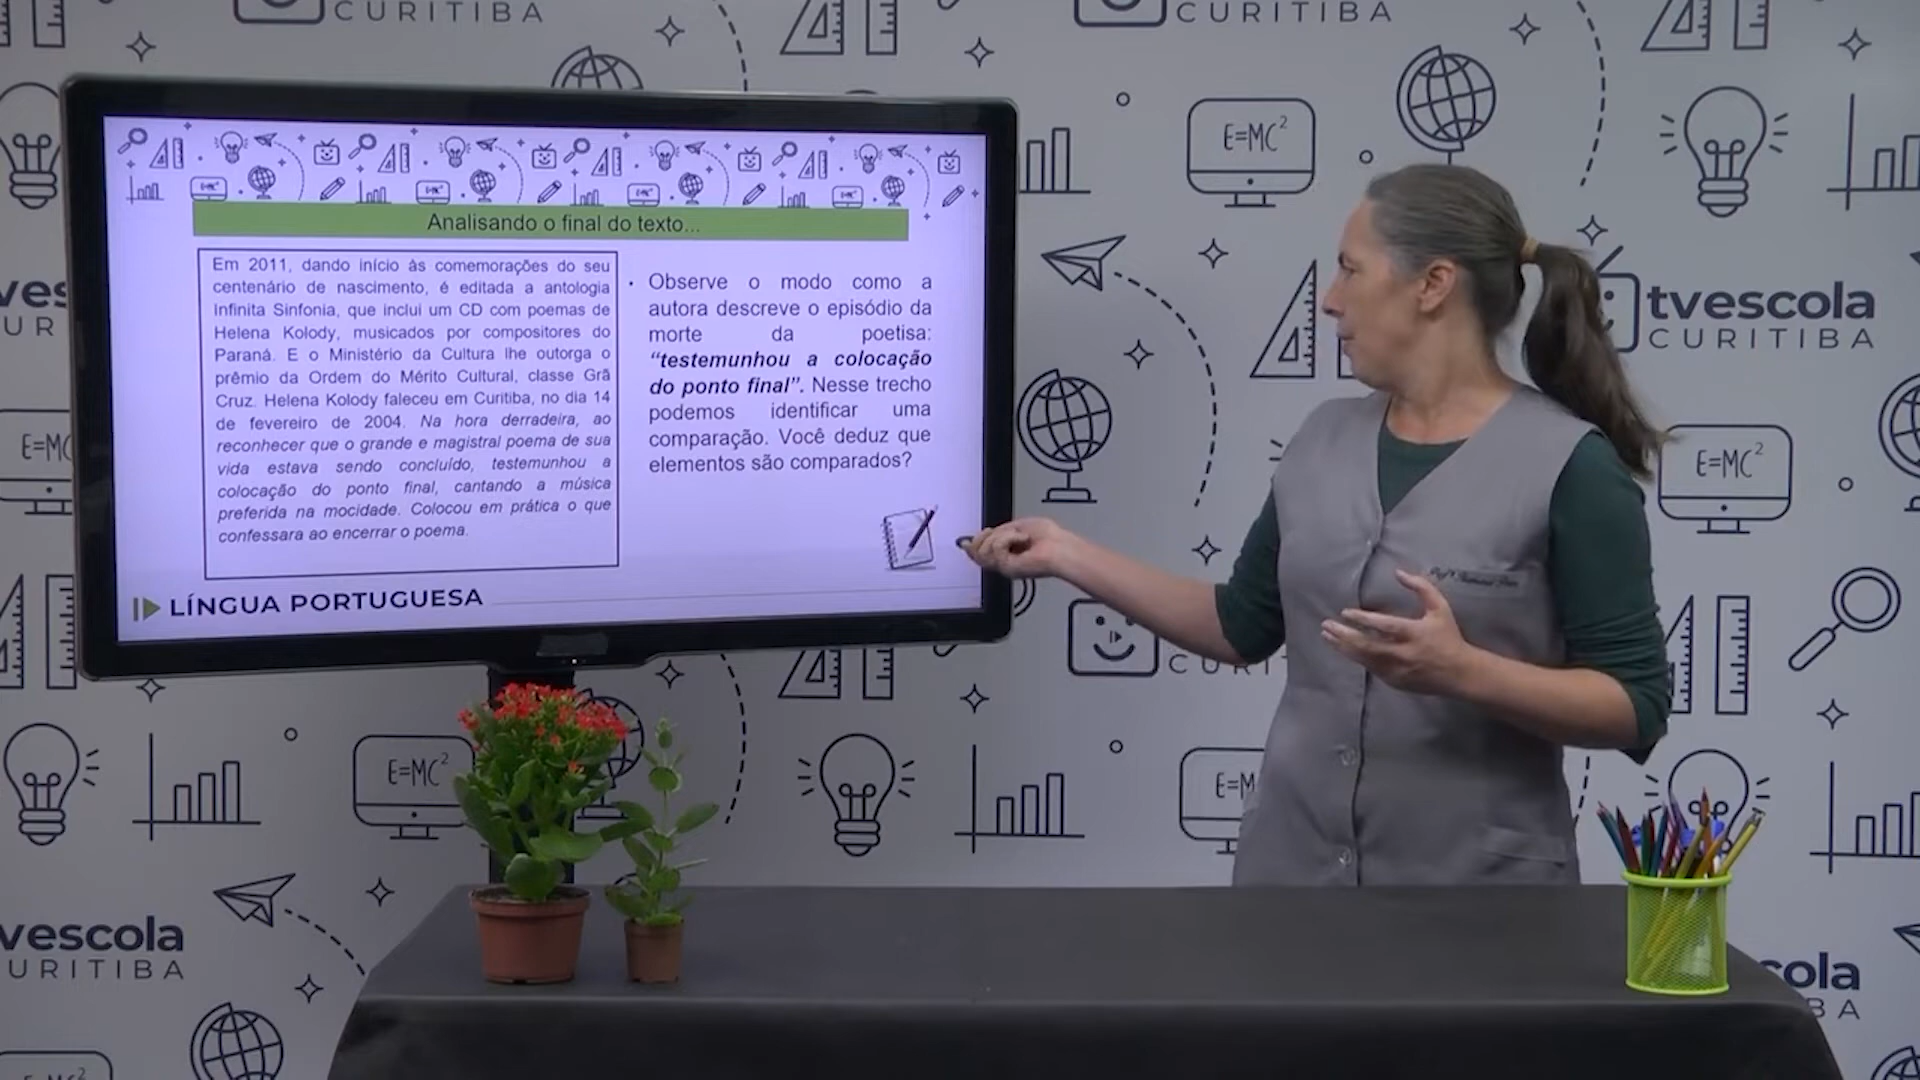 CURITIBA
CURITIBA
Analisando o final do texto...
Em 2011, dando início às comemorações do seu
centenário de nascimento, é editada a antologia
Infinita Sinfonia, que inclui um CD com poemas de
Helena Kolody, musicados por compositores do
Paraná. E o Ministério da Cultura lhe outorga o
prêmio da Ordem do Mérito Cultural, classe Grã
Cruz. Helena Kolody faleceu em Curitiba, no dia 14
de fevereiro de 2004. Na hora derradeira, ao
reconhecer que o grande e magistral poema de sua
vida estava sendo concluído, testemunhou a
colocação do ponto final, cantando a música
preferida na mocidade. Colocou em prática o que
confessara ao encerrar o poema.
• Observe o modo como a
autora descreve o episódio da
morte da poetisa:
“testemunhou a colocação
do ponto final”. Nesse trecho
podemos identificar uma
comparação. Você deduz que
elementos são comparados?
LÍNGUA PORTUGUESA
E=MC²
tvescola
CURITIBA
E=MC
E=MC²
CURITI
E=MC²
E=M
vescola
URITIBA
cola
BA